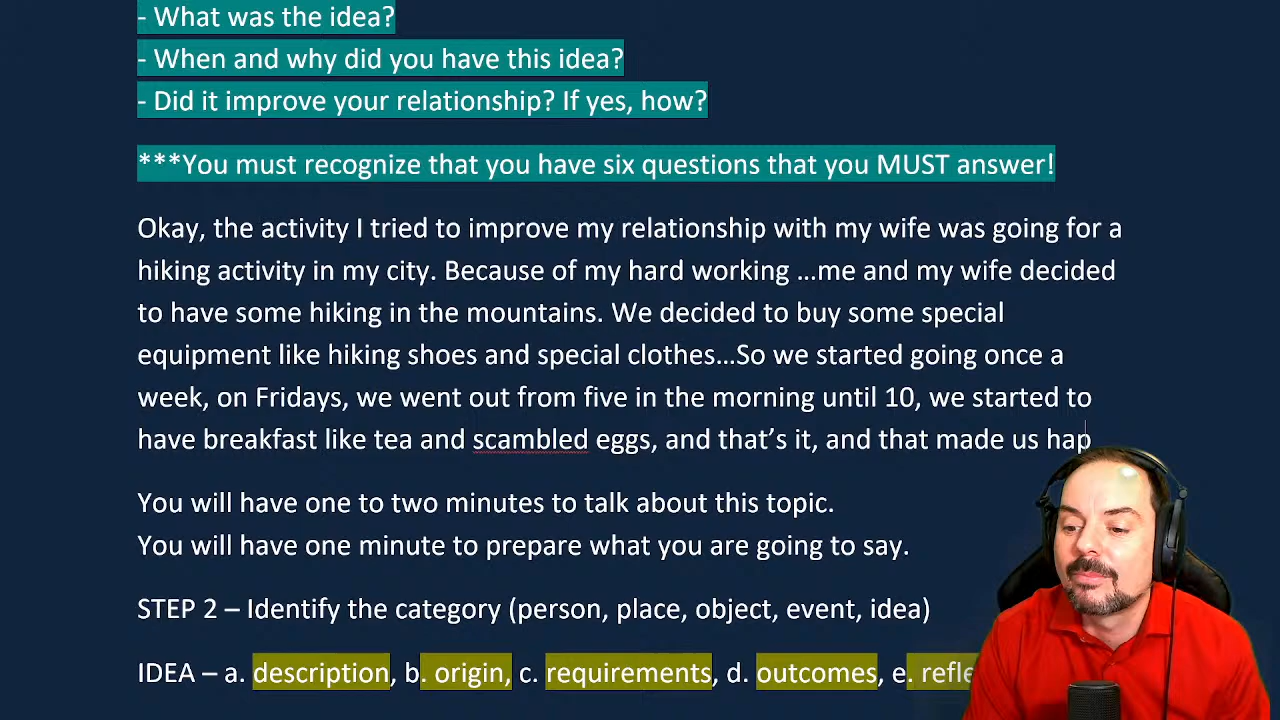 - What was the idea?
- When and why did you have this idea?
- Did it improve your relationship? If yes, how?
***You must recognize that you have six questions that you MUST answer!
Okay, the activity I tried to improve my relationship with my wife was going for a
hiking activity in my city. Because of my hard working …me and my wife decided
to have some hiking in the mountains. We decided to buy some special
equipment like hiking shoes and special clothes…So we started going once a
week, on Fridays, we went out from five in the morning until 10, we started to
have breakfast like tea and scambled eggs, and that’s it, and that made us hap
You will have one to two minutes to talk about this topic.
You will have one minute to prepare what you are going to say.
STEP 2 – Identify the category (person, place, object, event, idea)
IDEA – a. description, b. origin, c. requirements, d. outcomes, e.